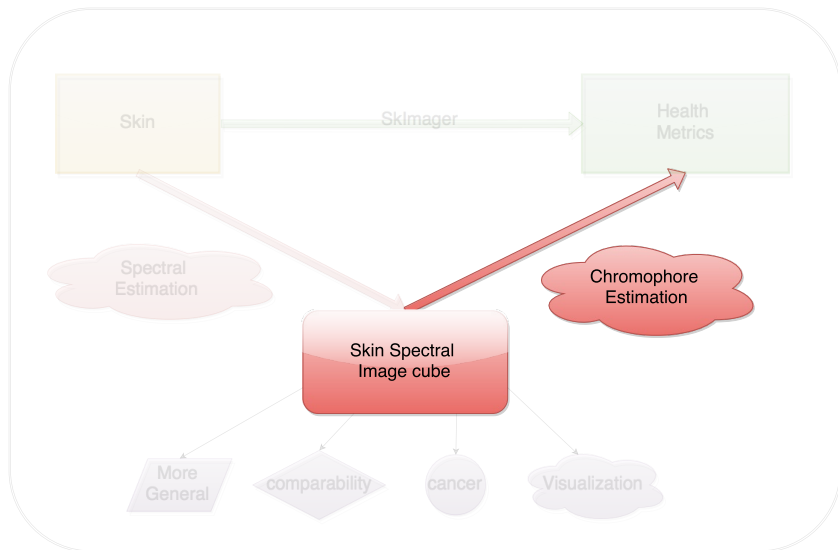 Skin
SkImager
Health
Metrics
Spectral
Estimation
Chromophore
Estimation
Skin Spectral
Image cube
More
General
comparability
cancer
Visualization